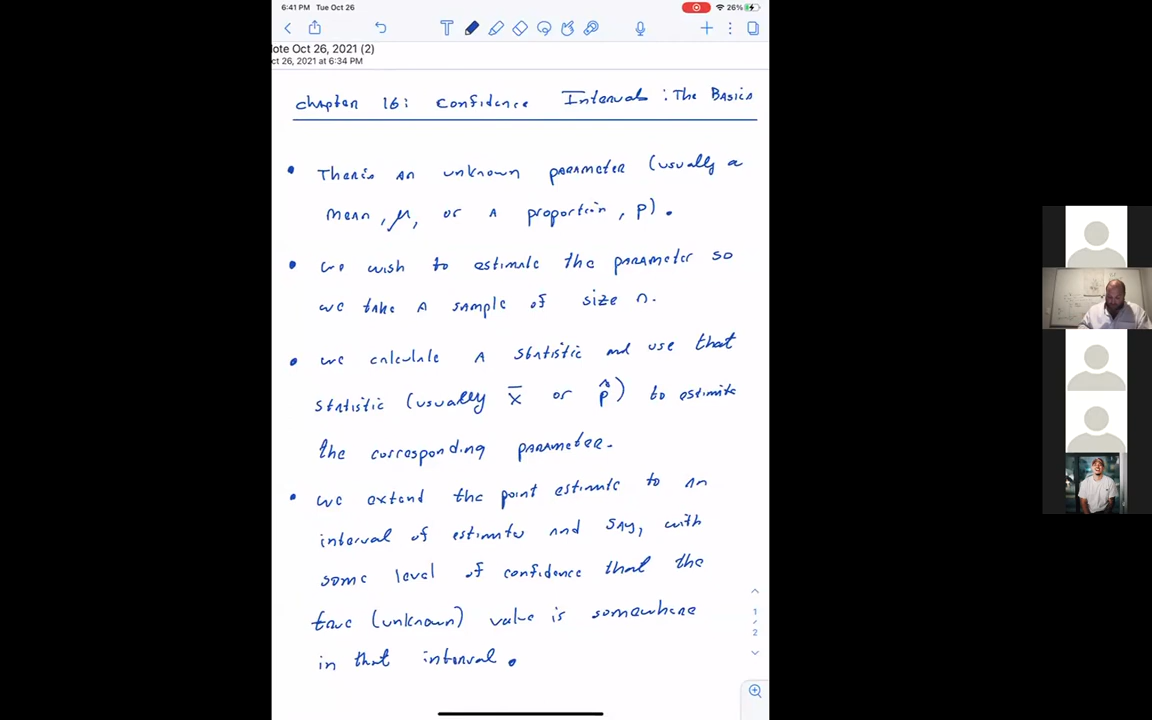 6:41 PM Tue Oct 26
26%
ote Oct 26, 2021 (2)
ct 26, 2021 at 6:34 PM
Chapter 16: Confidence Intervals: The Basics
• Ther is an unknown parameter (usually a
mean, μ, or a proportion, p).
• we wish to estimate the parameter so
we take a sample of size n.
• we calculate a statistic and use that
statistic (usually x̄ or p̂) to estimate
the corresponding parameter.
• we extend the point estimate to an
interval of estimates and say, with
some level of confidence that the
true (unknown) value is somewhere
in that interval.
1
2